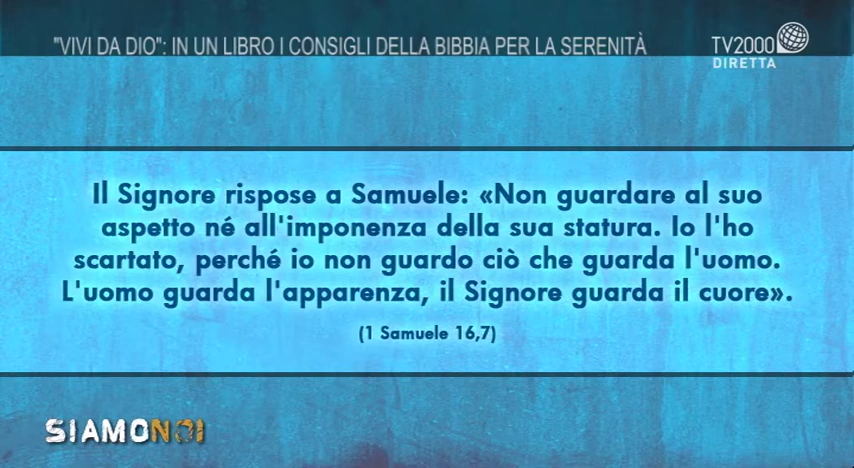 "VIVI DA DIO": IN UN LIBRO I CONSIGLI DELLA BIBBIA PER LA SERENITÀ
TV2000
DIRETTA
Il Signore rispose a Samuele: «Non guardare al suo
aspetto né all'imponenza della sua statura. Io l'ho
scartato, perché io non guardo ciò che guarda l'uomo.
L'uomo guarda l'apparenza, il Signore guarda il cuore».
(1 Samuele 16,7)
SIAMONOI